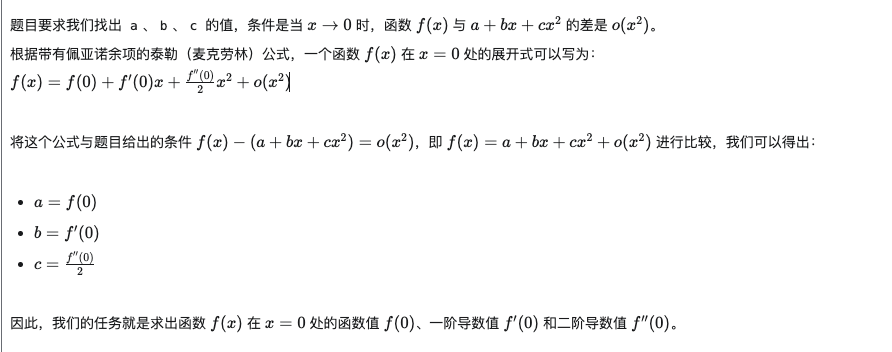 题目要求我们找出 a 、 b 、 c 的值，条件是当 $x \to 0$ 时，函数 $f(x)$ 与 $a + bx + cx^2$ 的差是 $o(x^2)$。
根据带有佩亚诺余项的泰勒（麦克劳林）公式，一个函数 $f(x)$ 在 $x = 0$ 处的展开式可以写为：
$f(x) = f(0) + f'(0)x + \frac{f''(0)}{2}x^2 + o(x^2)$
将这个公式与题目给出的条件 $f(x) - (a + bx + cx^2) = o(x^2)$，即 $f(x) = a + bx + cx^2 + o(x^2)$ 进行比较，我们可以得出：
• $a = f(0)$
• $b = f'(0)$
• $c = \frac{f''(0)}{2}$
因此，我们的任务就是求出函数 $f(x)$ 在 $x = 0$ 处的函数值 $f(0)$、一阶导数值 $f'(0)$ 和二阶导数值 $f''(0)$。